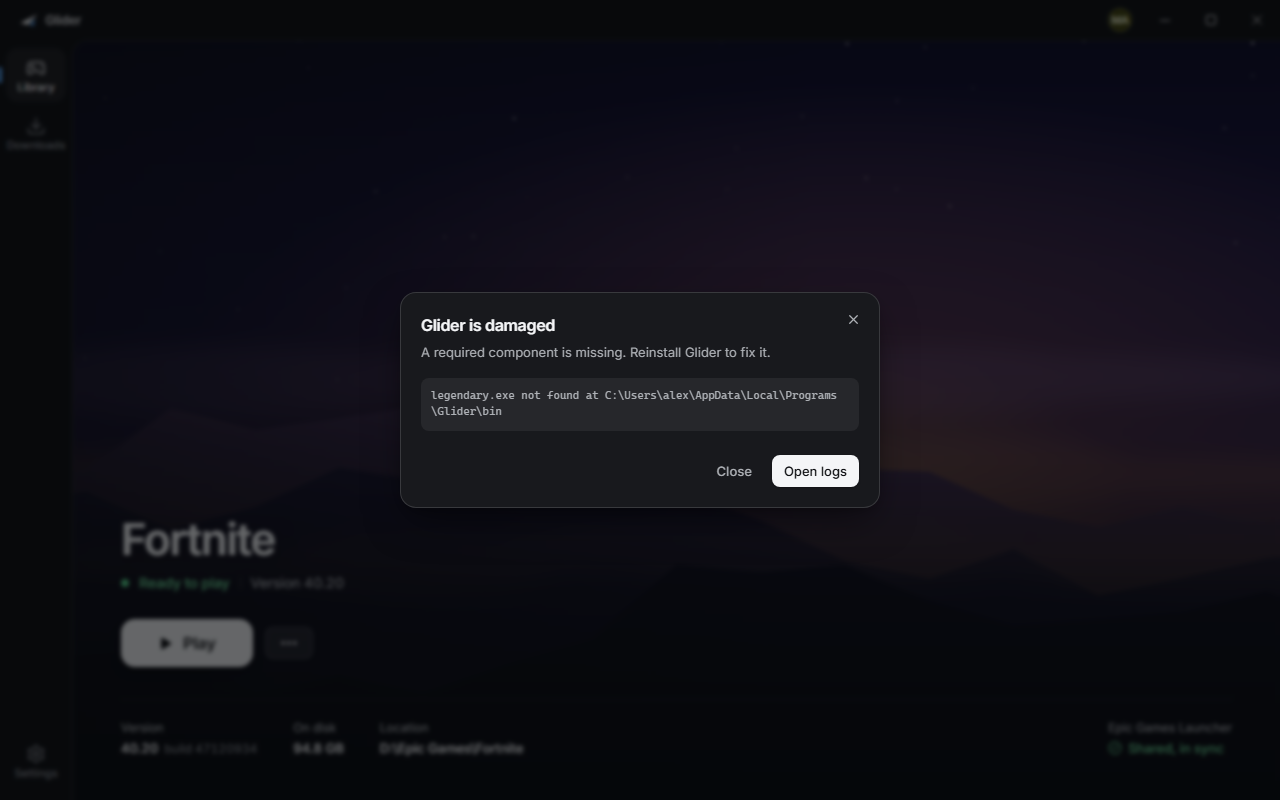 Glider
Library
Downloads
Glider is damaged
A required component is missing. Reinstall Glider to fix it.
legendary.exe not found at C:\Users\alex\AppData\Local\Programs
\Glider\bin
Close
Open logs
Fortnite
Ready to play
Version 40.20
Play
Version
On disk
Location
Epic Games Launcher
40.20
94.8 GB
D:\Epic Games\Fortnite
Shared, in sync
Settings